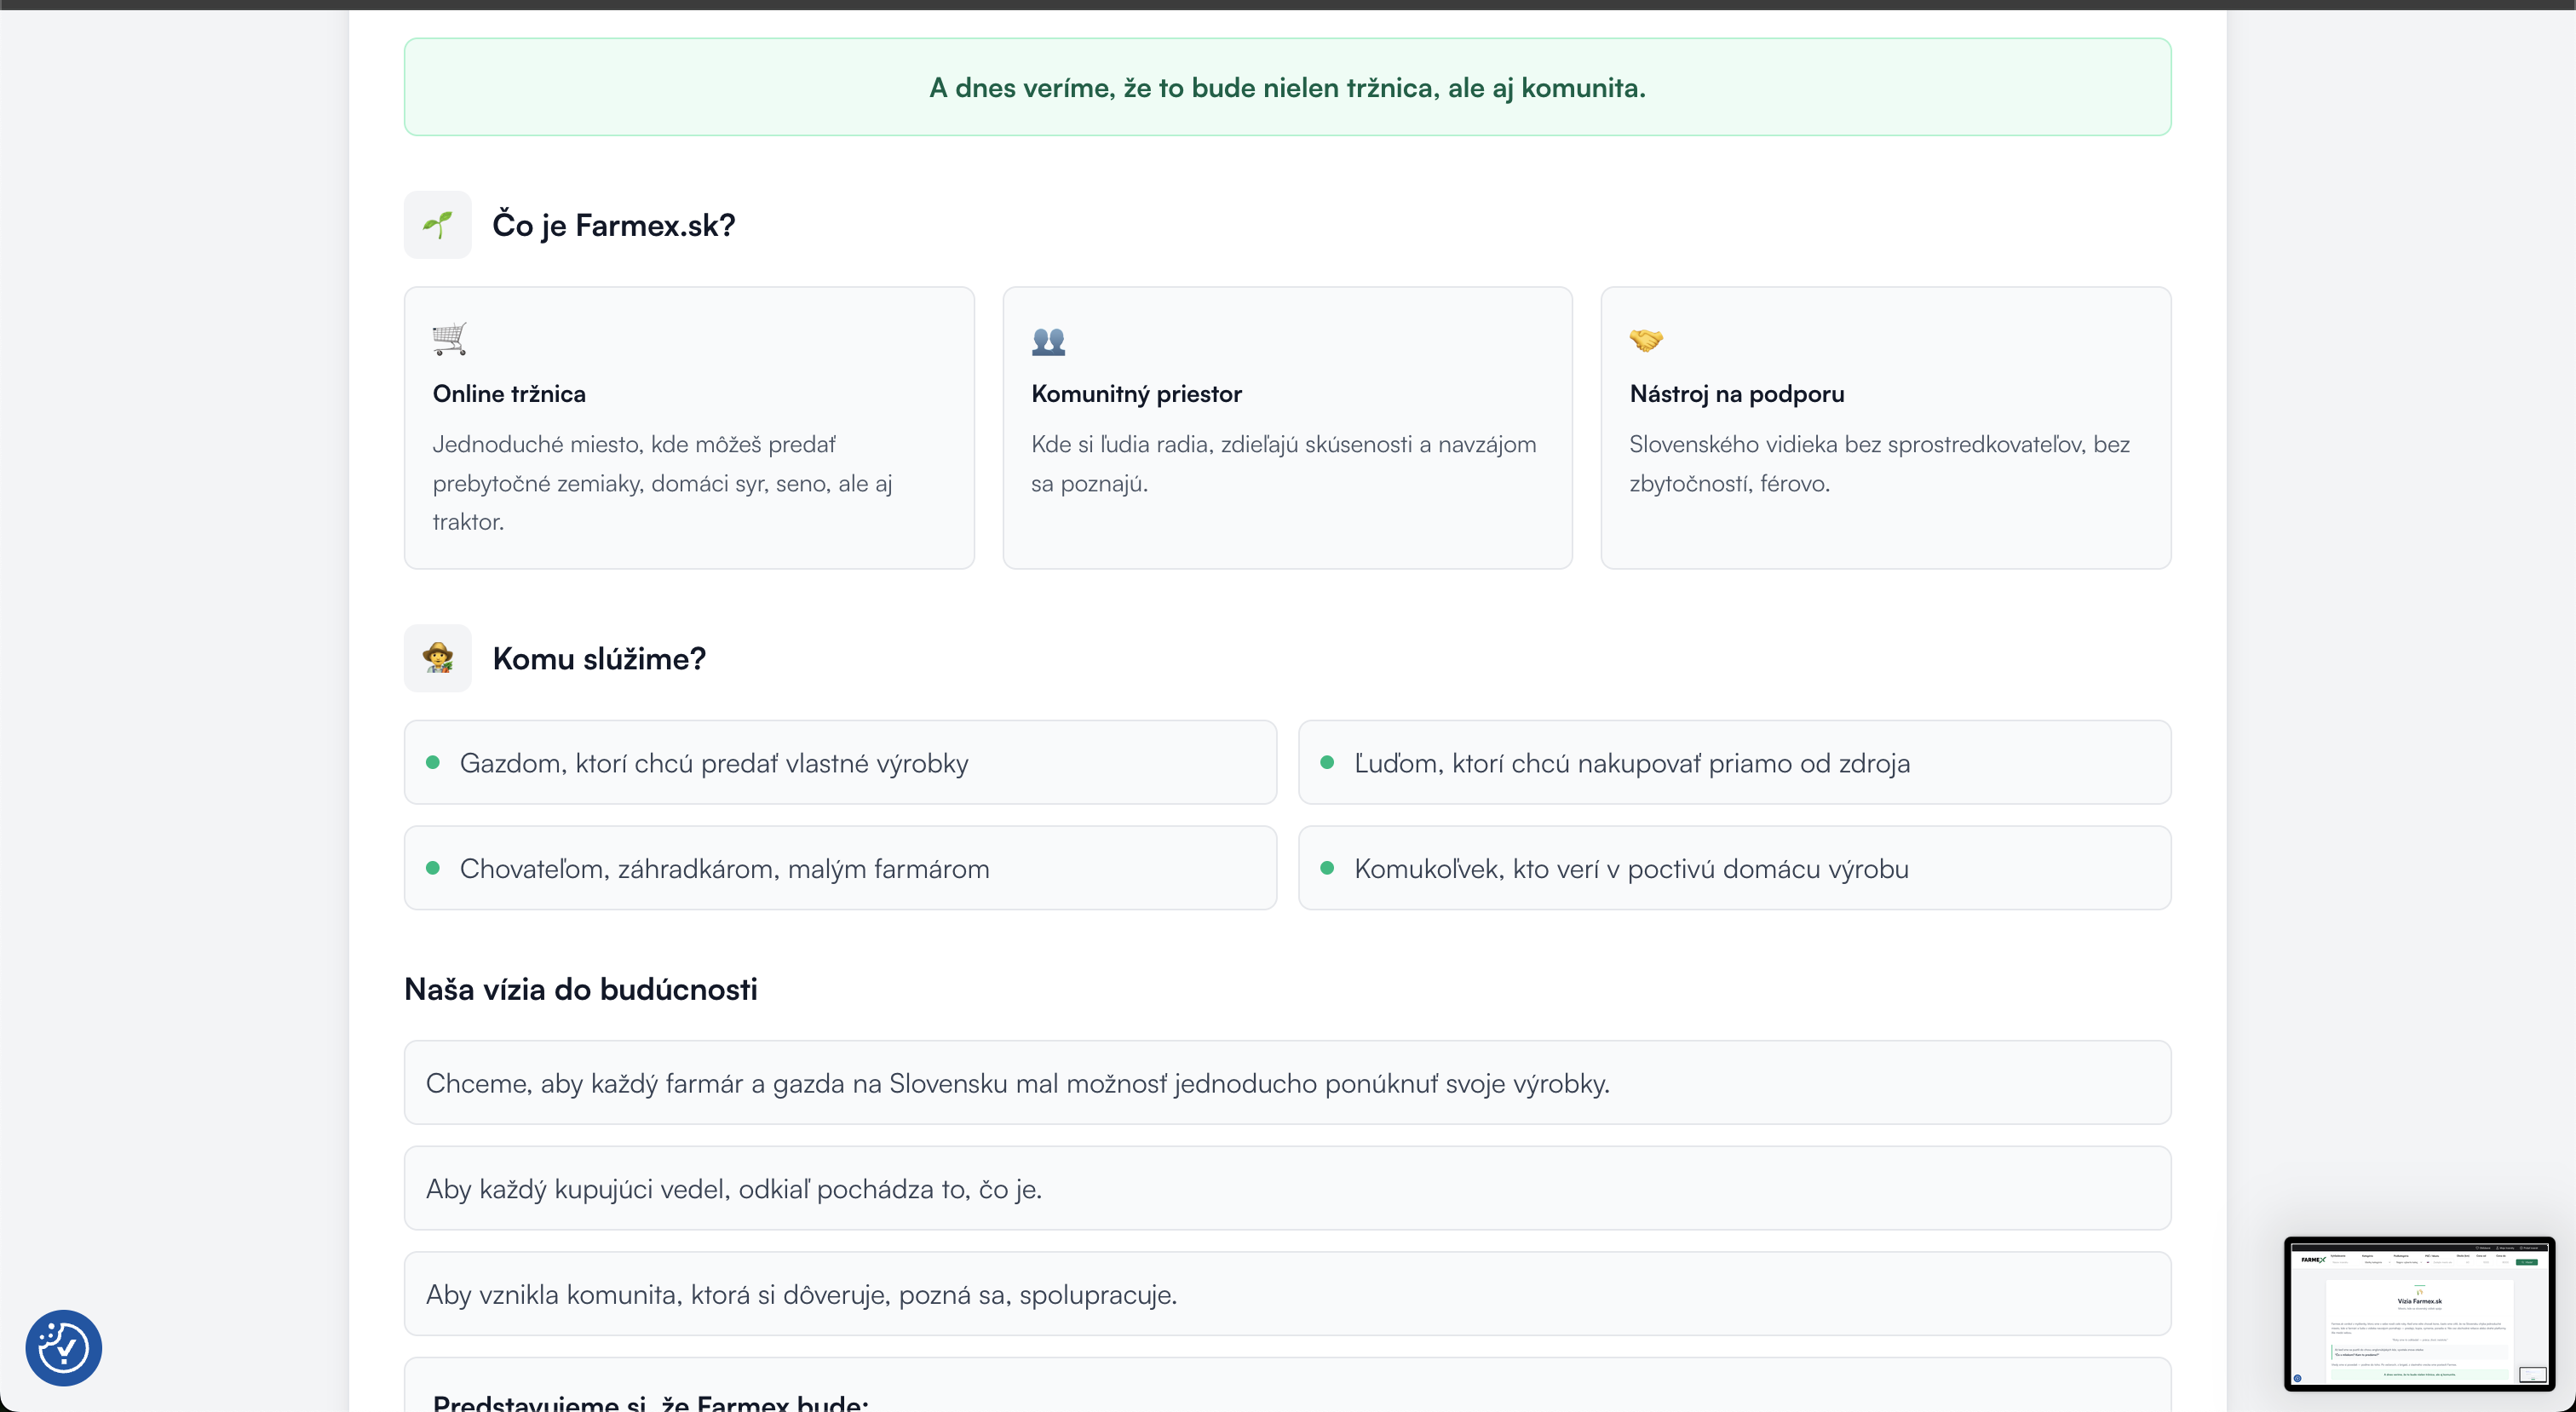 A dnes veríme, že to bude nielen tržnica, ale aj komunita.
Čo je Farmex.sk?
Online tržnica
Jednoduché miesto, kde môžeš predať
prebytočné zemiaky, domáci syr, seno, ale aj
traktor.
Komunitný priestor
Kde si ľudia radia, zdieľajú skúsenosti a navzájom
sa poznajú.
Nástroj na podporu
Slovenského vidieka bez sprostredkovateľov, bez
zbytočností, férovo.
Komu slúžime?
Gazdom, ktorí chcú predať vlastné výrobky
Ľuďom, ktorí chcú nakupovať priamo od zdroja
Chovateľom, záhradkárom, malým farmárom
Komukoľvek, kto verí v poctivú domácu výrobu
Naša vízia do budúcnosti
Chceme, aby každý farmár a gazda na Slovensku mal možnosť jednoducho ponúknuť svoje výrobky.
Aby každý kupujúci vedel, odkiaľ pochádza to, čo je.
Aby vznikla komunita, ktorá si dôveruje, pozná sa, spolupracuje.
Predstavujeme si, že Farmex bude:
FARMEX
Vízia Farmex.sk